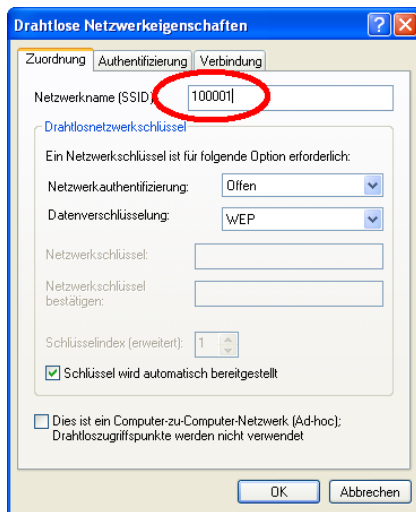 Drahtlose Netzwerkeigenschaften
Zuordnung Authentifizierung Verbindung
Netzwerkname (SSID) 100001
Drahtlosnetzwerkschlüssel
Ein Netzwerkschlüssel ist für folgende Option erforderlich:
Netzwerkauthentifizierung: Offen
Datenverschlüsselung: WEP
Netzwerkschlüssel:
Netzwerkschlüssel
bestätigen:
Schlüsselindex (erweitert): 1
Schlüssel wird automatisch bereitgestellt
Dies ist ein Computer-zu-Computer-Netzwerk (Ad-hoc);
Drahtloszugriffspunkte werden nicht verwendet
OK Abbrechen